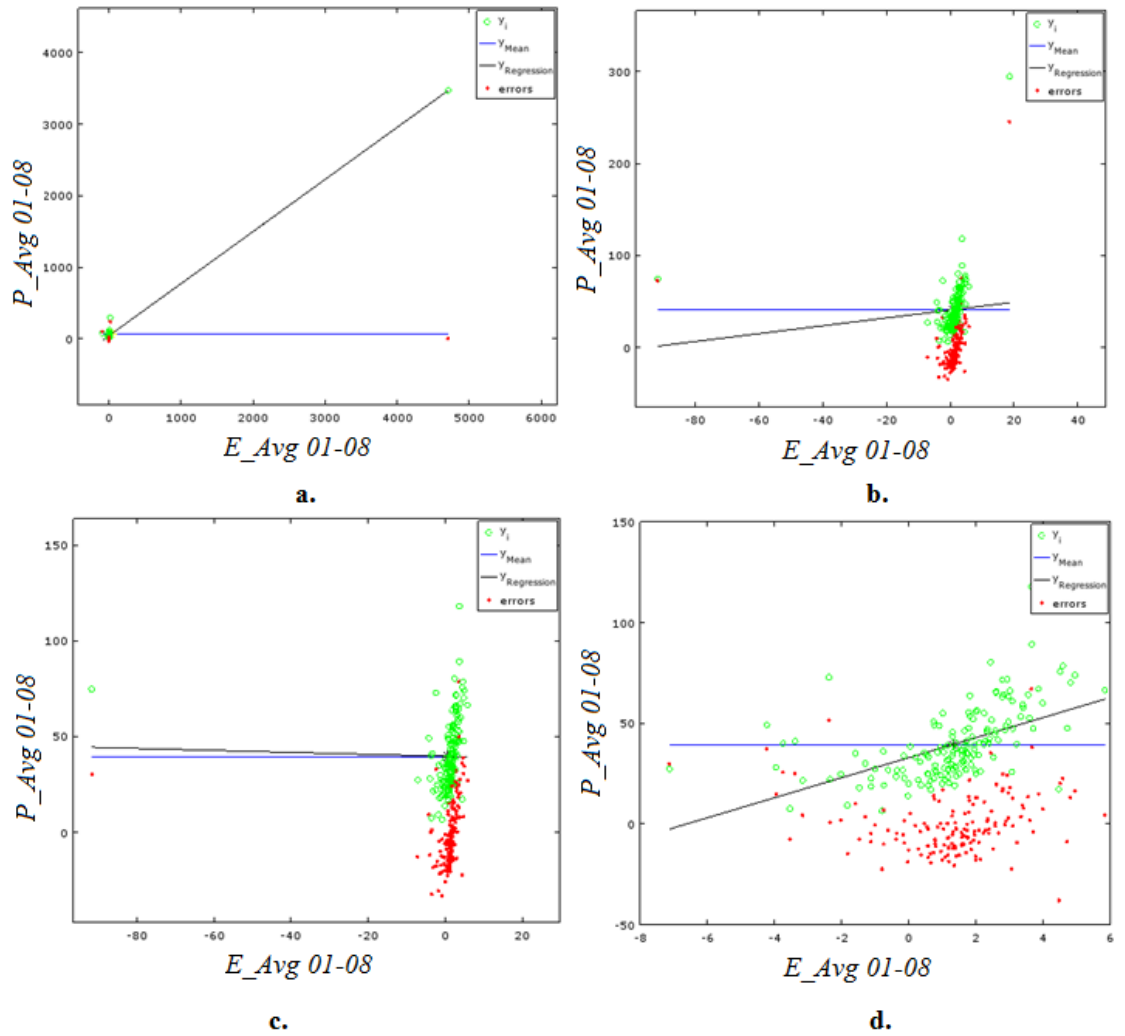 4000
3000
2000
1000
0
0
1000
2000
3000
4000
5000
6000
P_Avg 01-08
E_Avg 01-08
y_i
y_Mean
y_Regression
errors
a.
300
200
100
0
-80
-60
-40
-20
0
20
40
P_Avg 01-08
E_Avg 01-08
y_i
y_Mean
y_Regression
errors
b.
150
100
50
0
-80
-60
-40
-20
0
20
P_Avg 01-08
E_Avg 01-08
y_i
y_Mean
y_Regression
errors
c.
150
100
50
0
-50
-8
-6
-4
-2
0
2
4
6
P_Avg 01-08
E_Avg 01-08
y_i
y_Mean
y_Regression
errors
d.